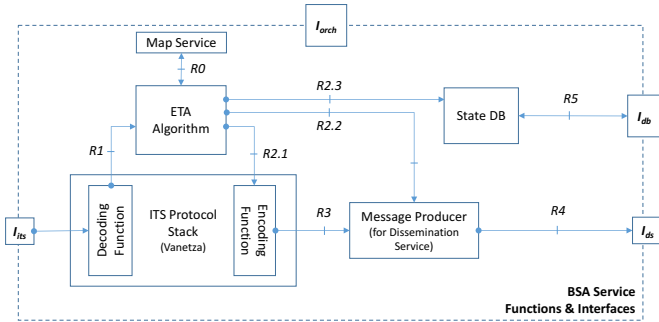 I_orch
Map Service
R0
ETA
Algorithm
R2.3
R2.2
State DB
R5
I_db
R1
R2.1
I_its
Decoding
Function
ITS Protocol
Stack
(Vanetza)
Encoding
Function
R3
Message Producer
(for Dissemination
Service)
R4
I_ds
BSA Service
Functions & Interfaces